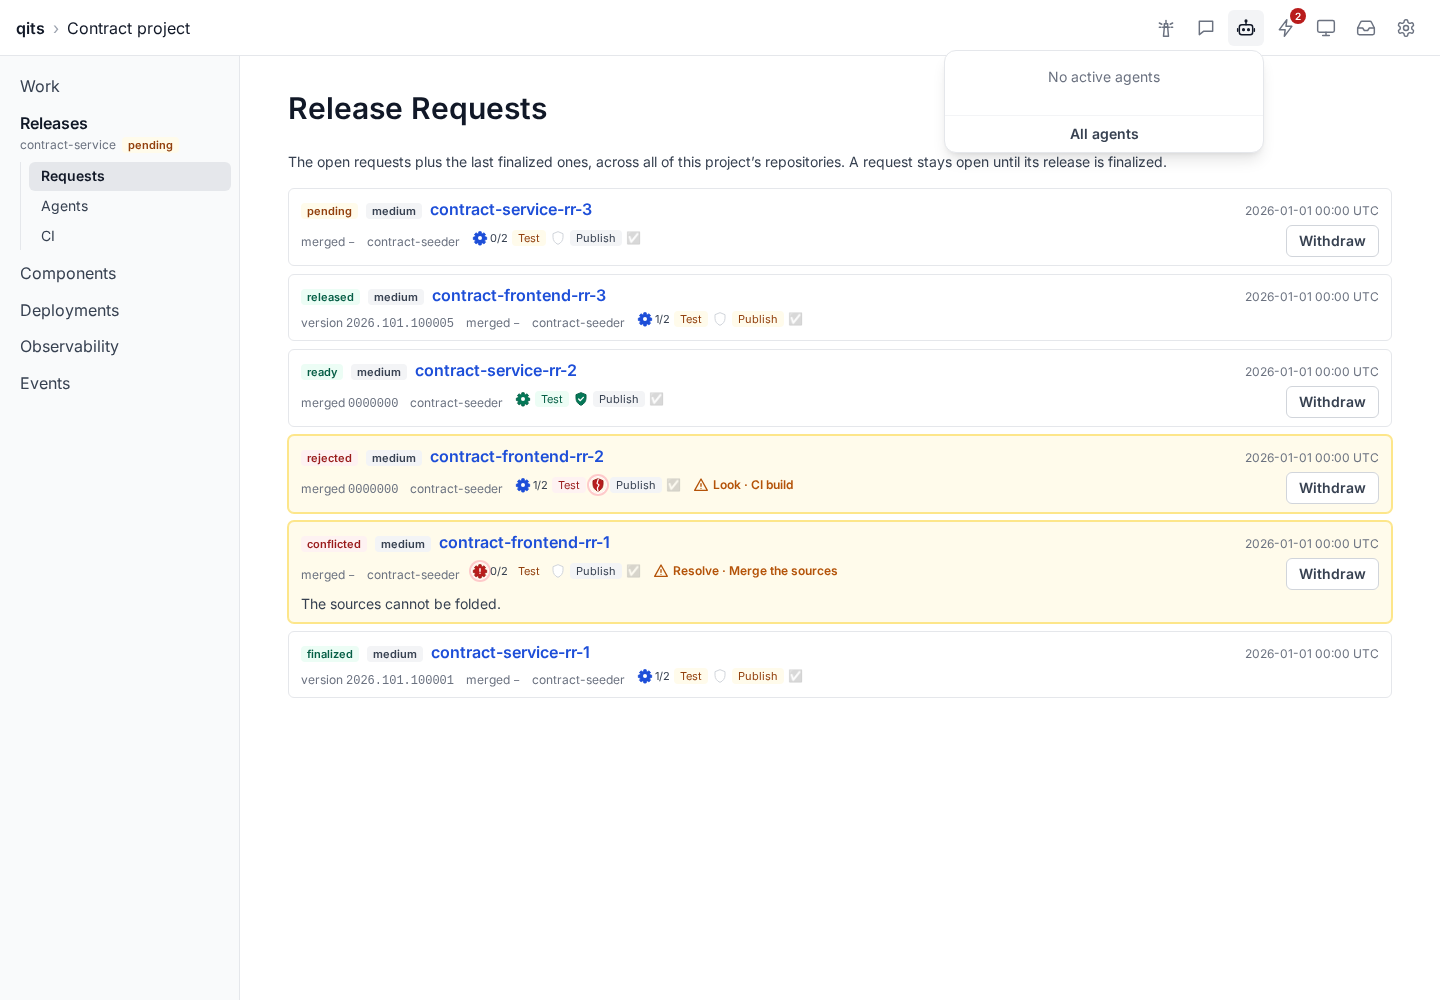 qits › Contract project
2
No active agents
All agents
Work
Releases
contract-service pending
Requests
Agents
CI
Components
Deployments
Observability
Events
Release Requests
The open requests plus the last finalized ones, across all of this project’s repositories. A request stays open until its release is finalized.
pending medium contract-service-rr-3 2026-01-01 00:00 UTC
merged – contract-seeder 0/2 Test Publish Withdraw
released medium contract-frontend-rr-3 2026-01-01 00:00 UTC
version 2026.101.100005 merged – contract-seeder 1/2 Test Publish
ready medium contract-service-rr-2 2026-01-01 00:00 UTC
merged 0000000 contract-seeder Test Publish Withdraw
rejected medium contract-frontend-rr-2 2026-01-01 00:00 UTC
merged 0000000 contract-seeder 1/2 Test Publish Look · CI build Withdraw
conflicted medium contract-frontend-rr-1 2026-01-01 00:00 UTC
merged – contract-seeder 0/2 Test Publish Resolve · Merge the sources Withdraw
The sources cannot be folded.
finalized medium contract-service-rr-1 2026-01-01 00:00 UTC
version 2026.101.100001 merged – contract-seeder 1/2 Test Publish